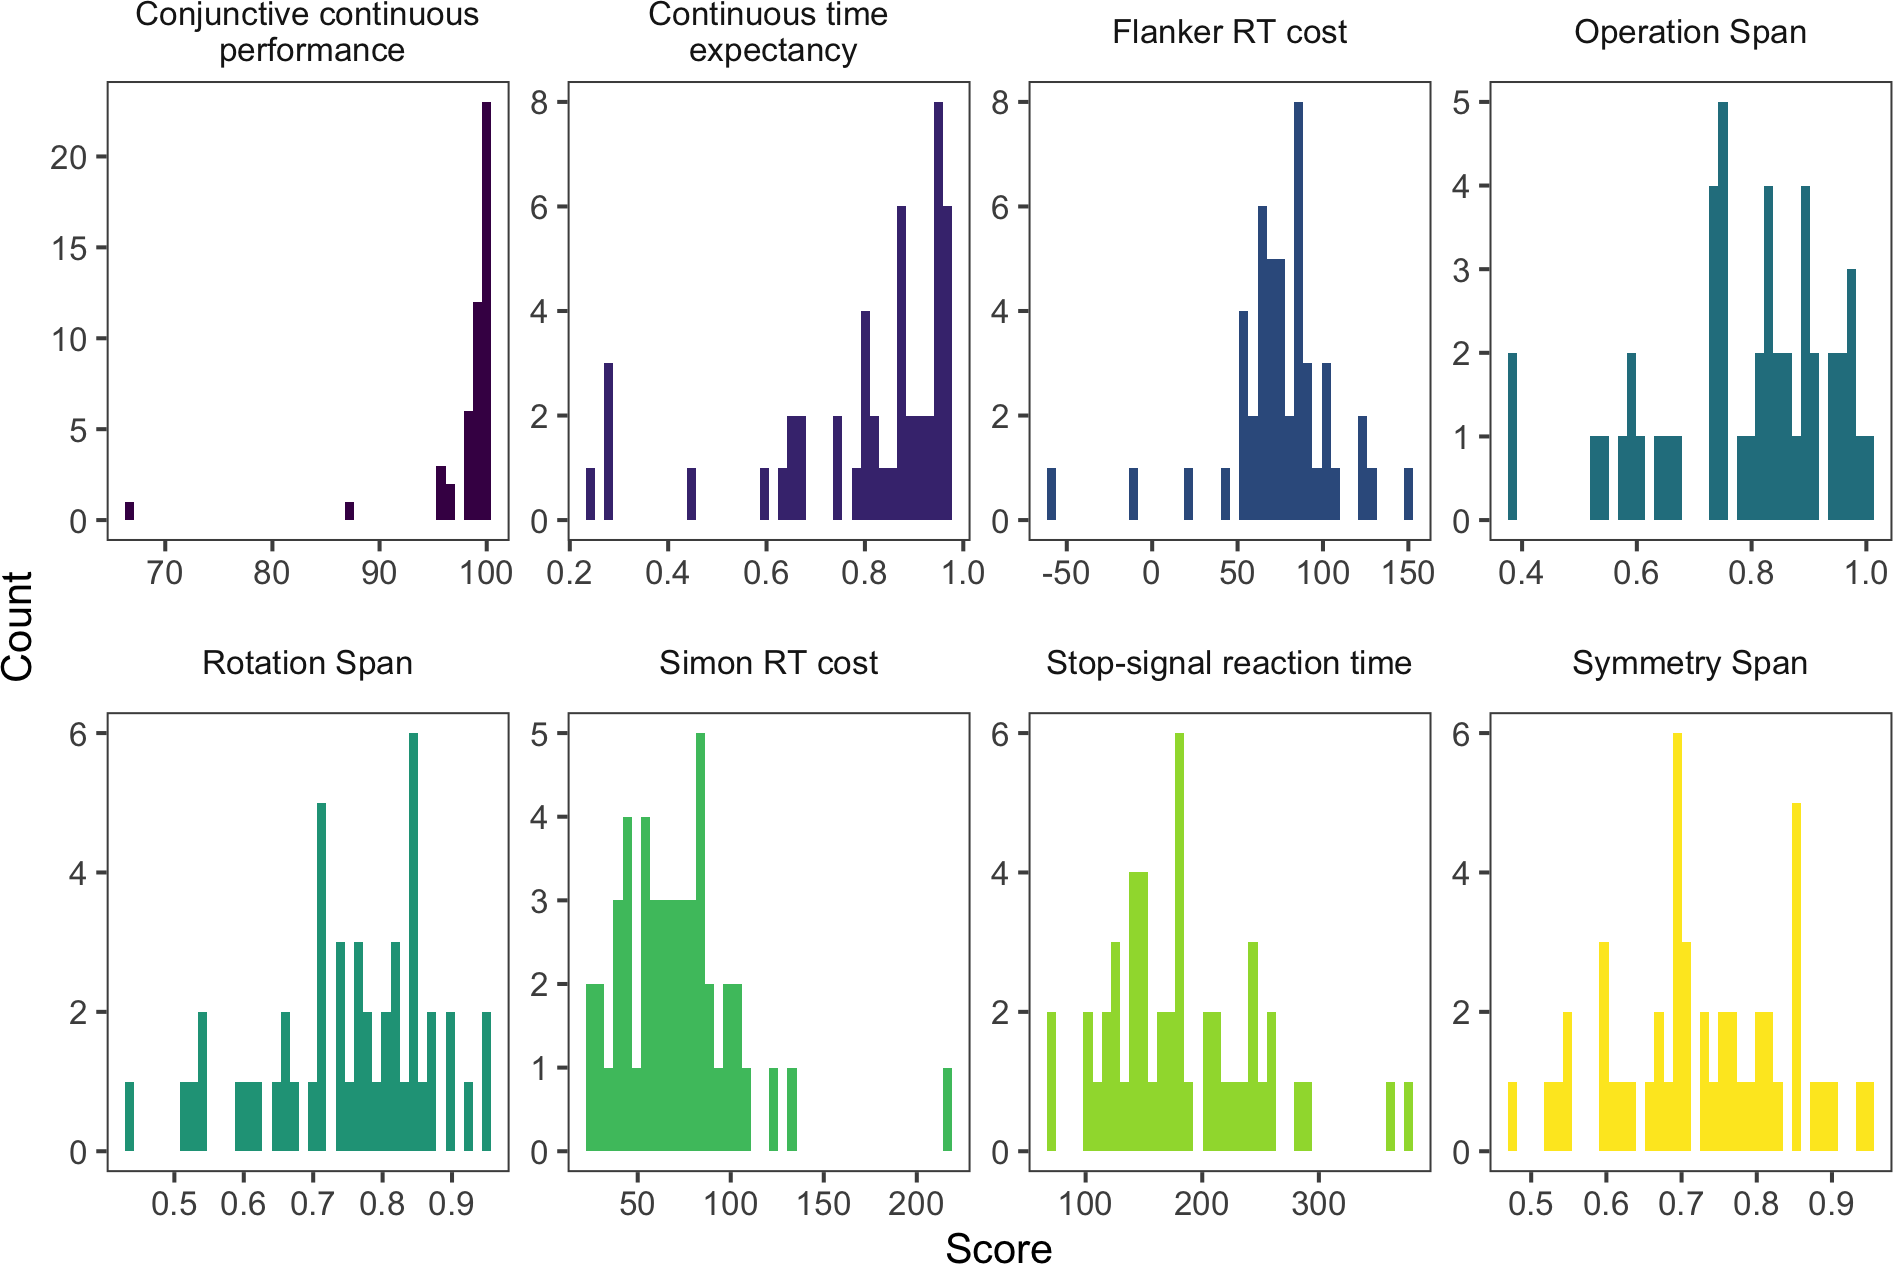 Conjunctive continuous
performance
Continuous time
expectancy
Flanker RT cost
Operation Span
20
15
10
5
0
70 80 90 100
8
6
4
2
0
0.2 0.4 0.6 0.8 1.0
8
6
4
2
0
-50 0 50 100 150
5
4
3
2
1
0
0.4 0.6 0.8 1.0
Count
Rotation Span
Simon RT cost
Stop-signal reaction time
Symmetry Span
6
4
2
0
0.5 0.6 0.7 0.8 0.9
5
4
3
2
1
0
50 100 150 200
6
4
2
0
100 200 300
6
4
2
0
0.5 0.6 0.7 0.8 0.9
Score